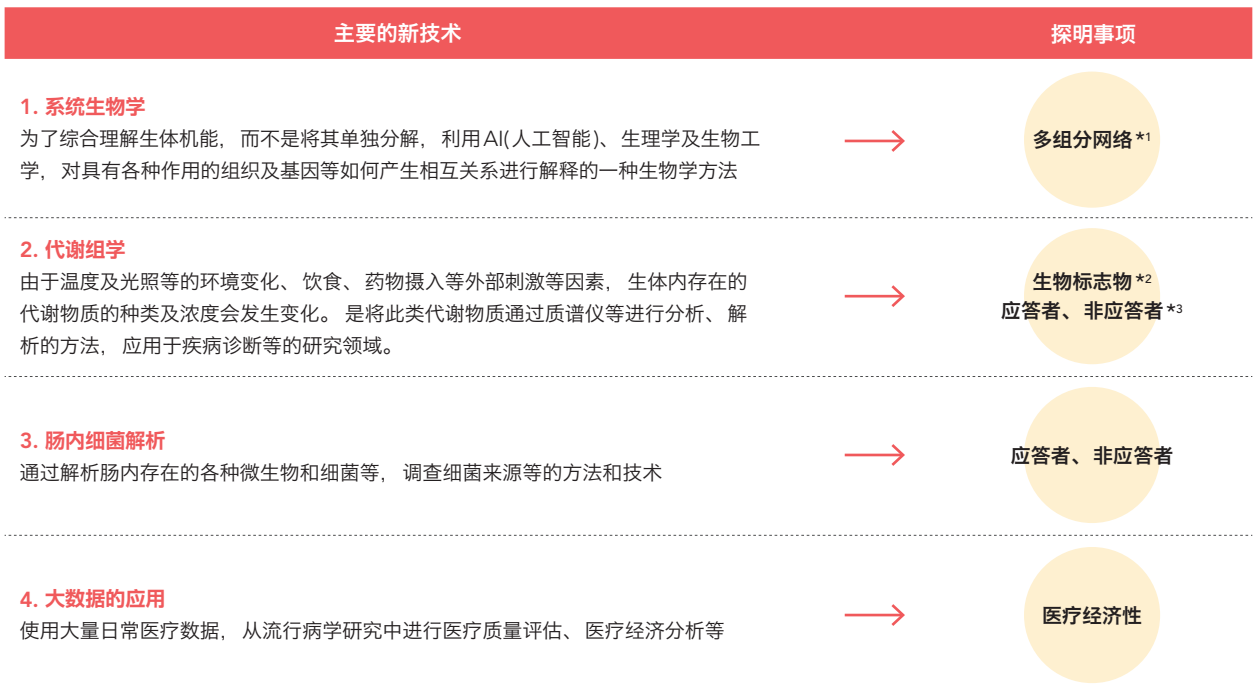 主要的新技术
探明事项
1. 系统生物学
为了综合理解生体机能，而不是将其单独分解，利用AI(人工智能)、生理学及生物工
学，对具有各种作用的组织及基因等如何产生相互关系进行解释的一种生物学方法
多组分网络*1
2. 代谢组学
由于温度及光照等的环境变化、饮食、药物摄入等外部刺激等因素，生体内存在的
代谢物质的种类及浓度会发生变化。是将此类代谢物质通过质谱仪等进行分析、解
析的方法，应用于疾病诊断等的研究领域。
生物标志物*2
应答者、非应答者*3
3. 肠内细菌解析
通过解析肠内存在的各种微生物和细菌等，调查细菌来源等的方法和技术
应答者、非应答者
4. 大数据的应用
使用大量日常医疗数据，从流行病学研究中进行医疗质量评估、医疗经济分析等
医疗经济性